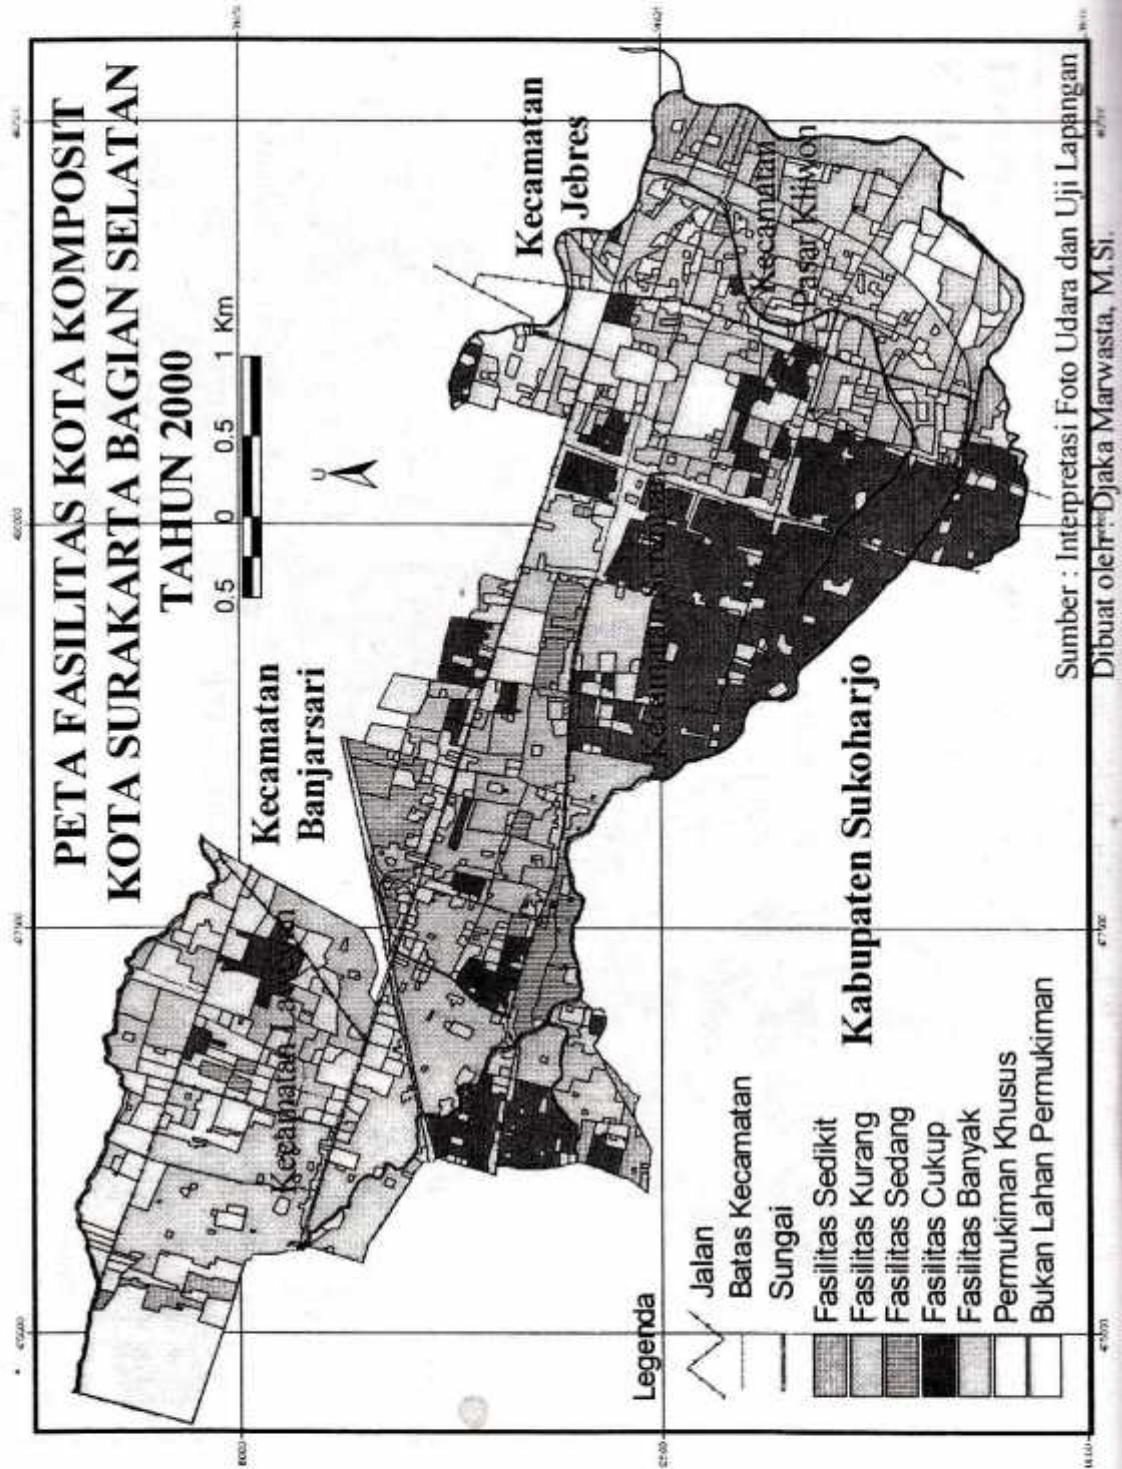 PETA FASILITAS KOTA KOMPOSIT
KOTA SURAKARTA BAGIAN SELATAN
TAHUN 2000
0.5 0 0.5 1 Km
U
Kecamatan
Banjarsari
Kecamatan
Jebres
Kecamatan
Kecamatan
Pasar Kliwon
Kabupaten Sukoharjo
Legenda
Jalan
Batas Kecamatan
Sungai
Fasilitas Sedikit
Fasilitas Kurang
Fasilitas Sedang
Fasilitas Cukup
Fasilitas Banyak
Permukiman Khusus
Bukan Lahan Permukiman
Sumber : Interpretasi Foto Udara dan Uji Lapangan
Dibuat oleh : Djaka Marwasta, M.Si.